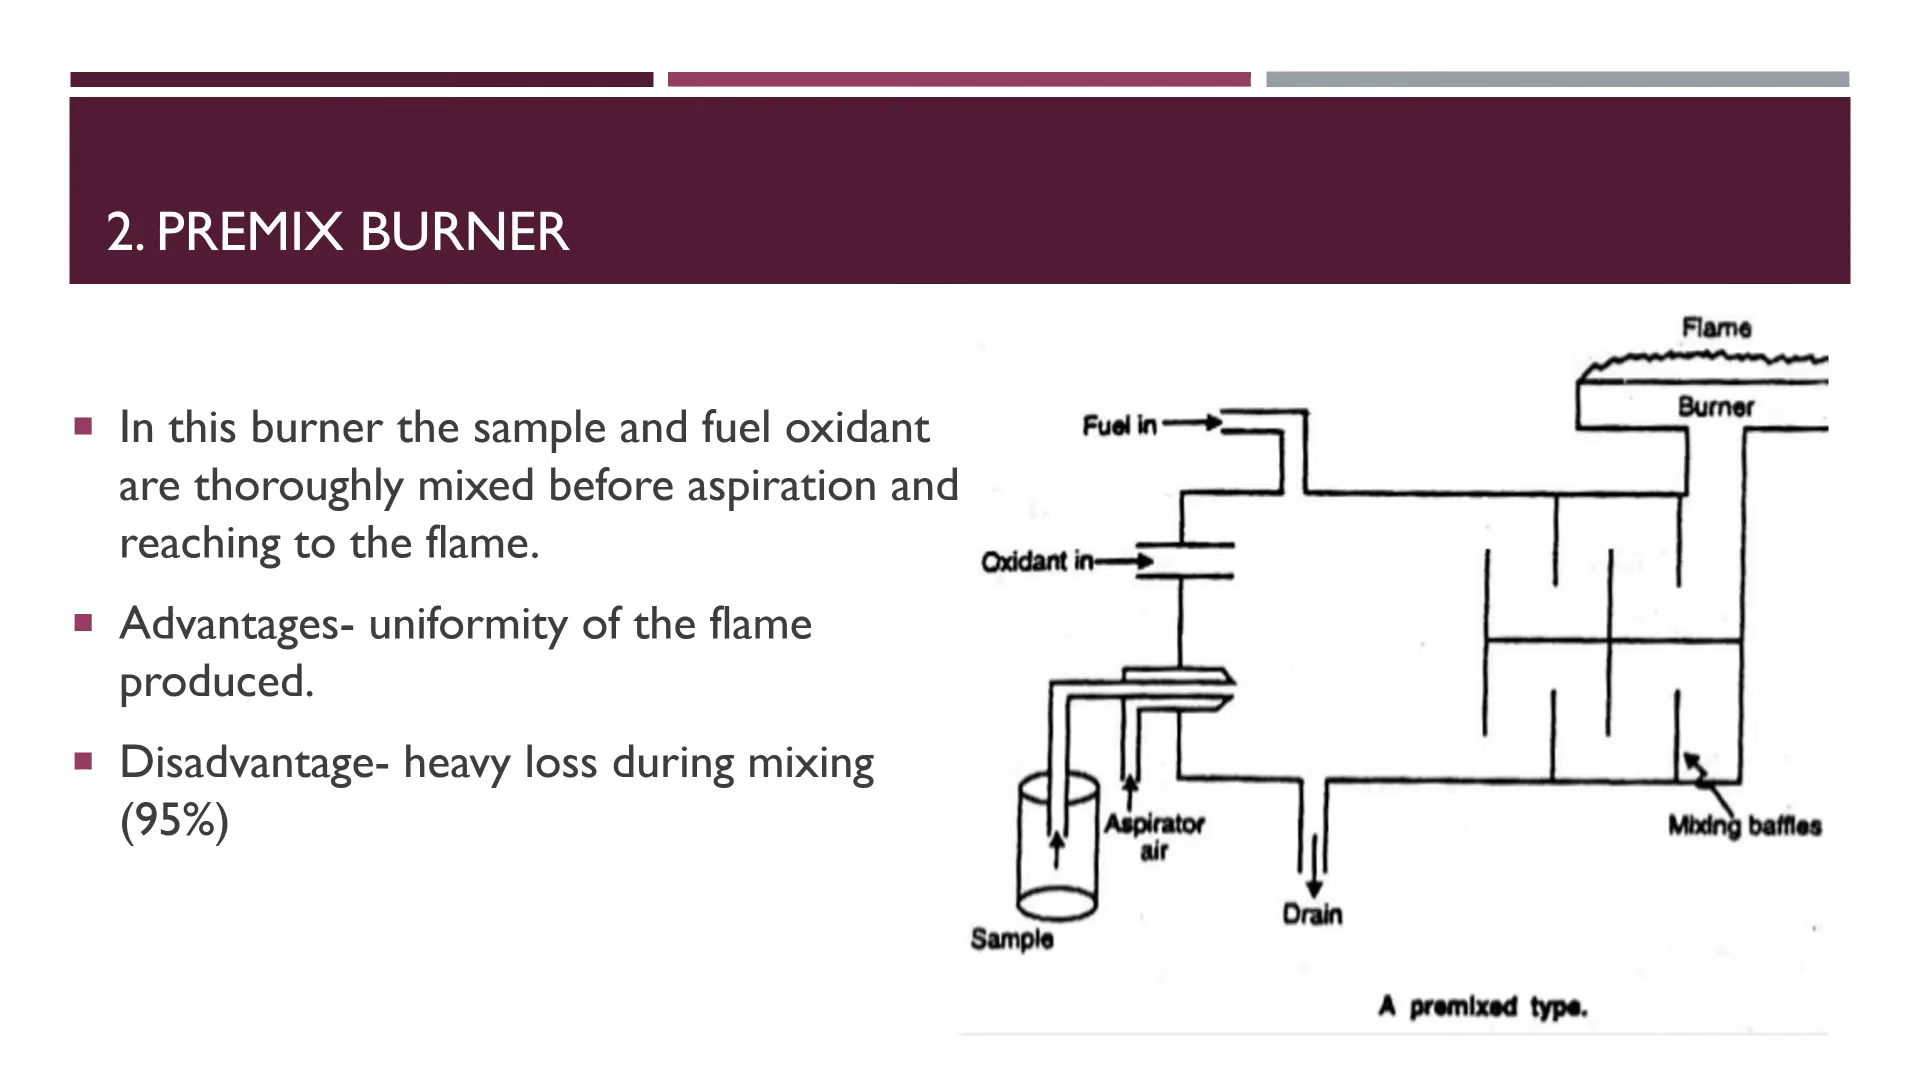 2. PREMIX BURNER
■ In this burner the sample and fuel oxidant
are thoroughly mixed before aspiration and
reaching to the flame.
■ Advantages- uniformity of the flame
produced.
■ Disadvantage- heavy loss during mixing
(95%)
Flame
Burner
Fuel in
Oxidant in
Aspirator
air
Mixing baffles
Drain
Sample
A premixed type.